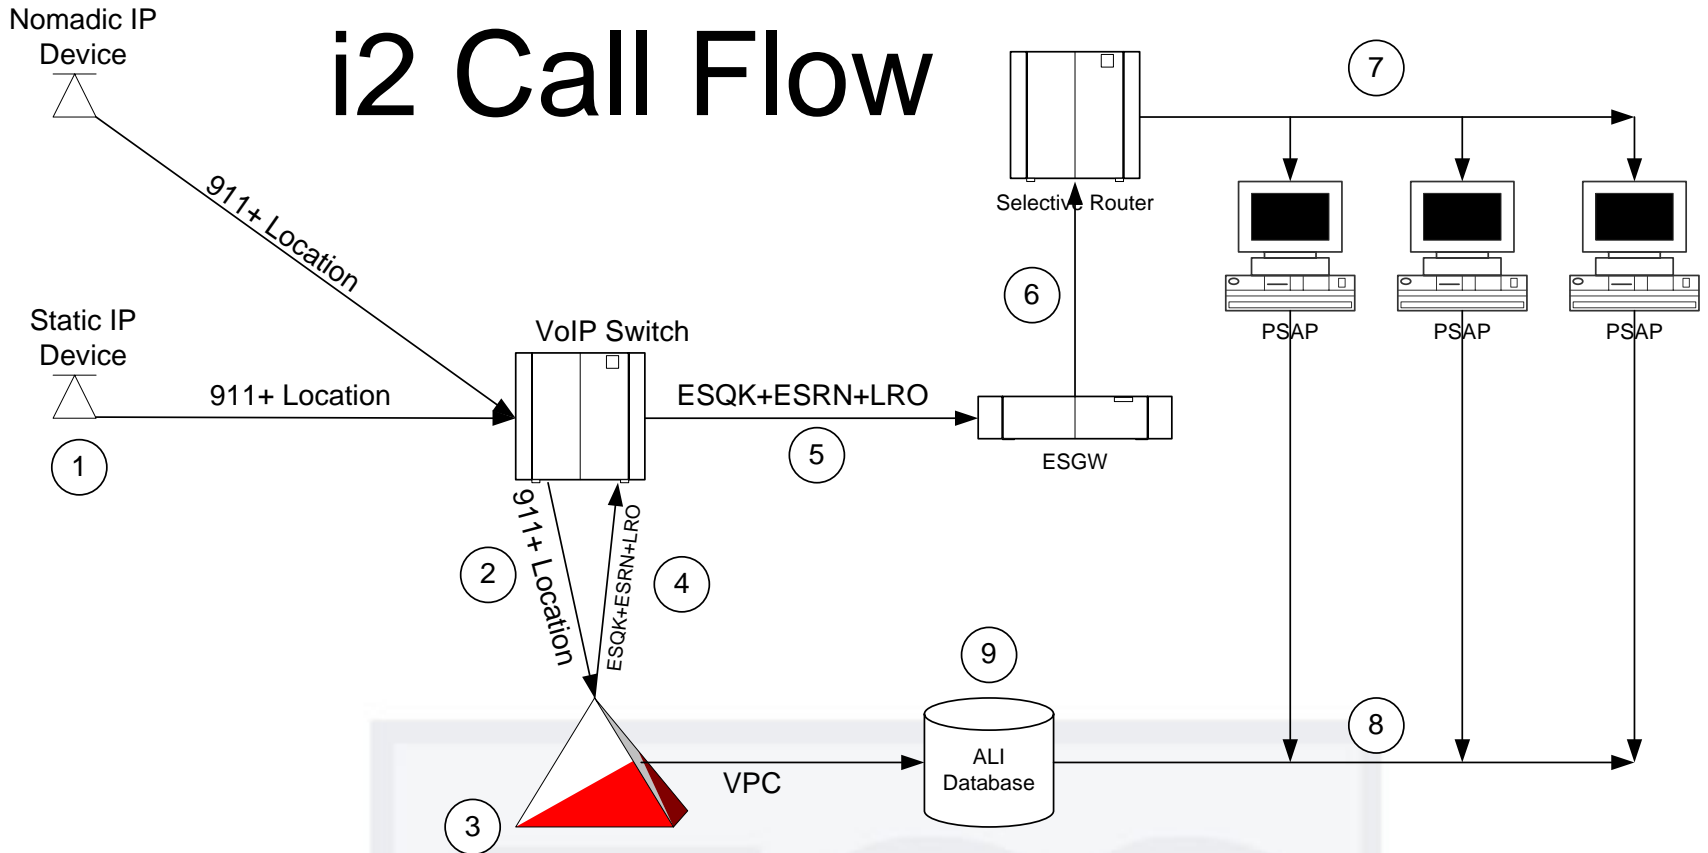 Nomadic IP
Device
i2 Call Flow
7
911+ Location
Selective Router
6
Static IP
Device
VoIP Switch
PSAP
PSAP
PSAP
911+ Location
ESQK+ESRN+LRO
1
5
ESGW
911+ Location
ESQK+ESRN+LRO
2
4
9
8
ALI
Database
VPC
3